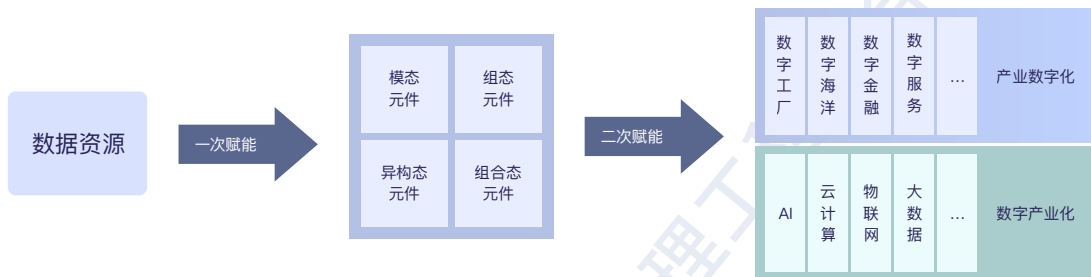 数据资源
一次赋能
模态
元件
组态
元件
异构态
元件
组合态
元件
二次赋能
数字工厂
数字海洋
数字金融
数字服务
…
产业数字化
AI
云计算
物联网
大数据
…
数字产业化
理工